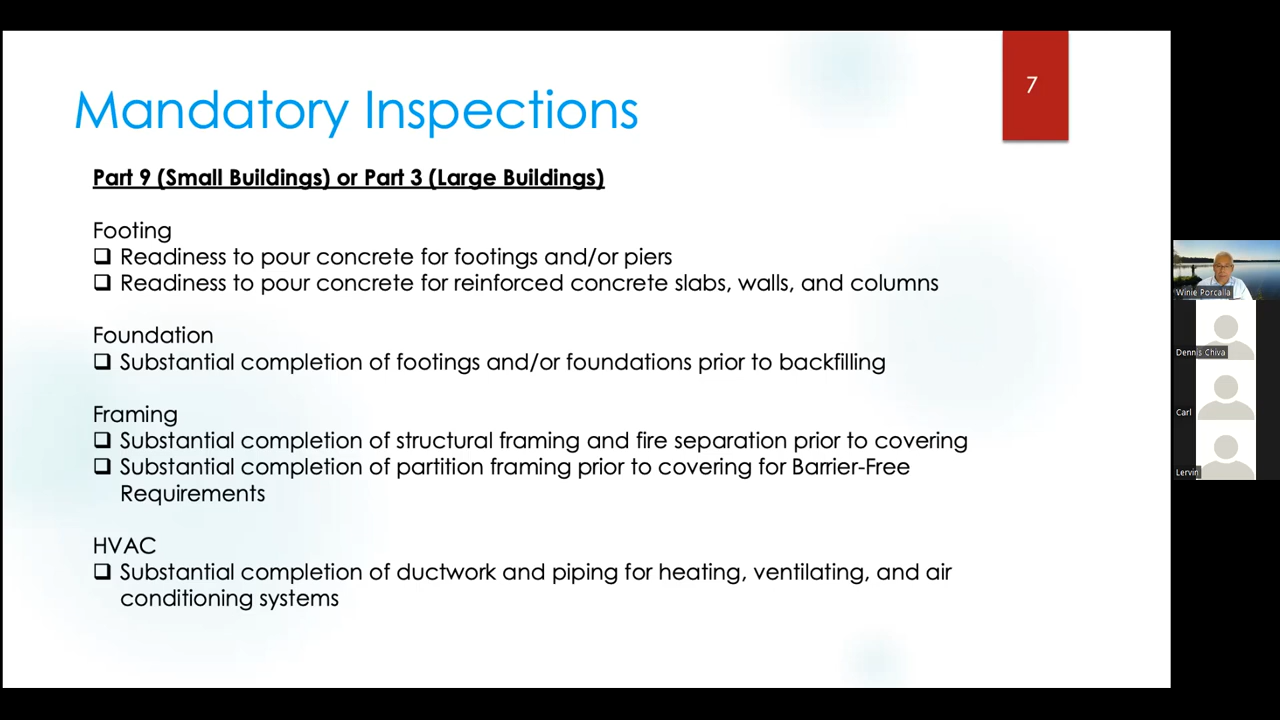 7
Mandatory Inspections
Part 9 (Small Buildings) or Part 3 (Large Buildings)
Footing
❑ Readiness to pour concrete for footings and/or piers
❑ Readiness to pour concrete for reinforced concrete slabs, walls, and columns
Foundation
❑ Substantial completion of footings and/or foundations prior to backfilling
Framing
❑ Substantial completion of structural framing and fire separation prior to covering
❑ Substantial completion of partition framing prior to covering for Barrier-Free
Requirements
HVAC
❑ Substantial completion of ductwork and piping for heating, ventilating, and air
conditioning systems
Winie Porcalla
Dennis Chiva
Carl
Lervin